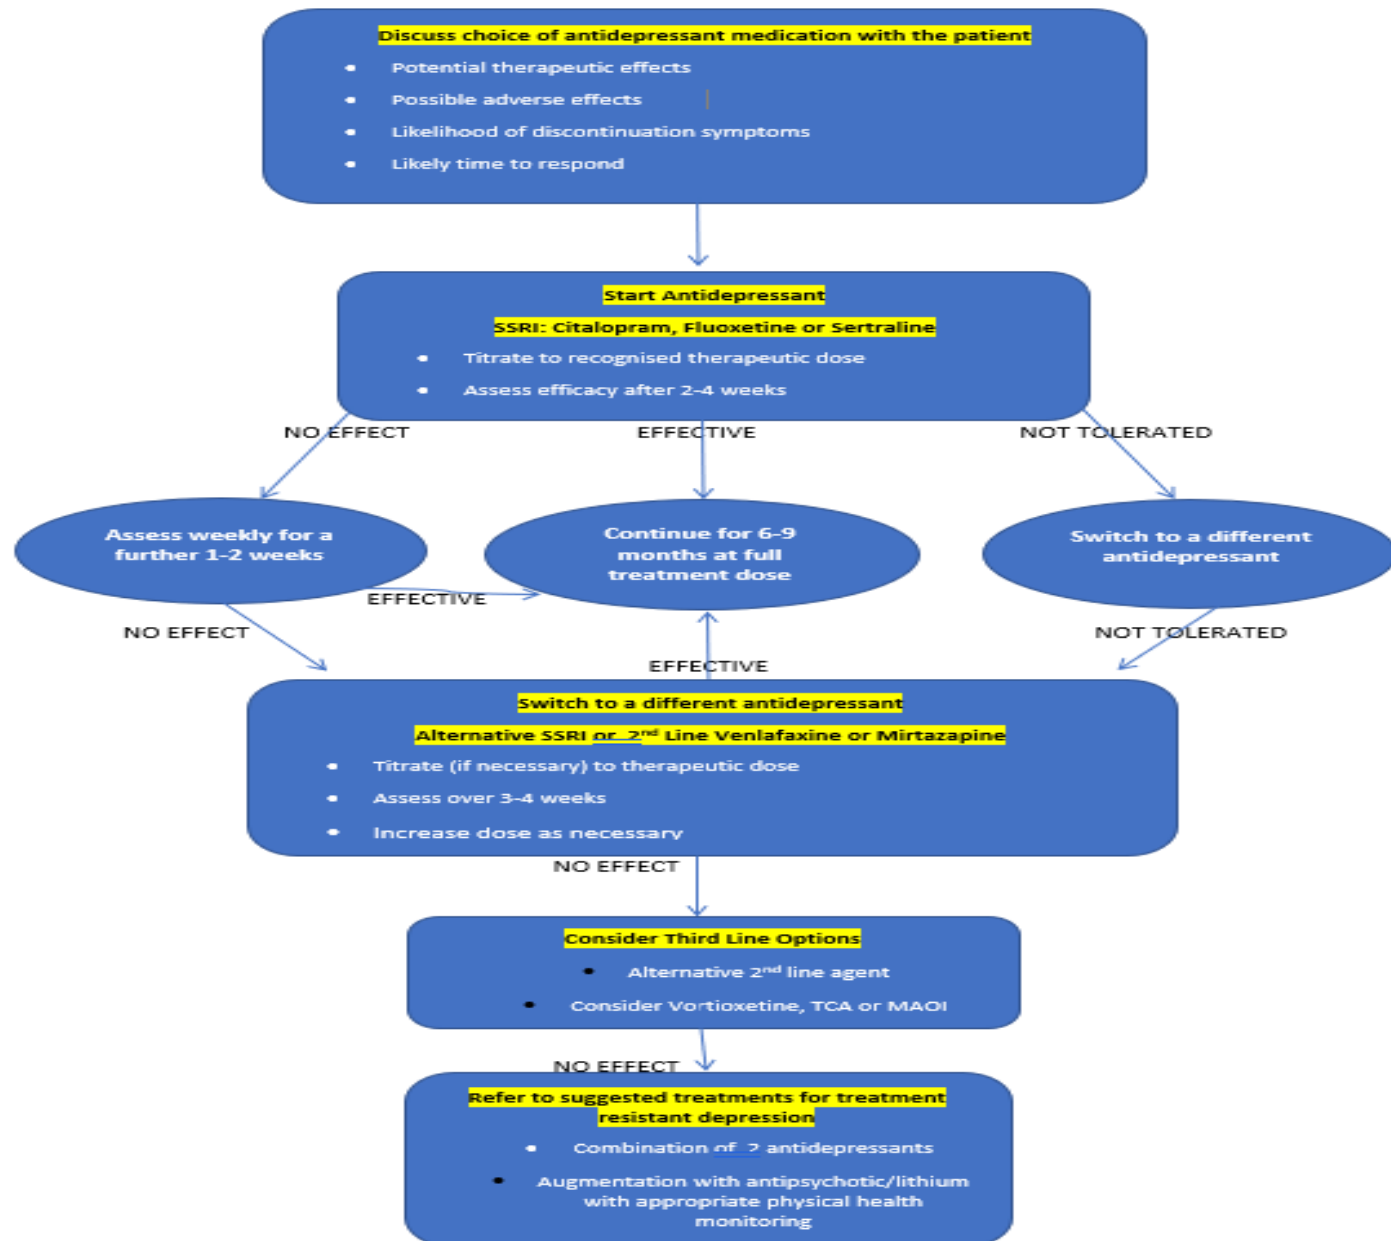 Discuss choice of antidepressant medication with the patient
• Potential therapeutic effects
• Possible adverse effects
• Likelihood of discontinuation symptoms
• Likely time to respond
Start Antidepressant
SSRI: Citalopram, Fluoxetine or Sertraline
• Titrate to recognised therapeutic dose
• Assess efficacy after 2-4 weeks
NO EFFECT
EFFECTIVE
NOT TOLERATED
Assess weekly for a
further 1-2 weeks
Continue for 6-9
months at full
treatment dose
Switch to a different
antidepressant
EFFECTIVE
NO EFFECT
NOT TOLERATED
EFFECTIVE
Switch to a different antidepressant
Alternative SSRI or 2nd Line Venlafaxine or Mirtazapine
• Titrate (if necessary) to therapeutic dose
• Assess over 3-4 weeks
• Increase dose as necessary
NO EFFECT
Consider Third Line Options
• Alternative 2nd line agent
• Consider Vortioxetine, TCA or MAOI
NO EFFECT
Refer to suggested treatments for treatment
resistant depression
• Combination of 2 antidepressants
• Augmentation with antipsychotic/lithium
with appropriate physical health
monitoring